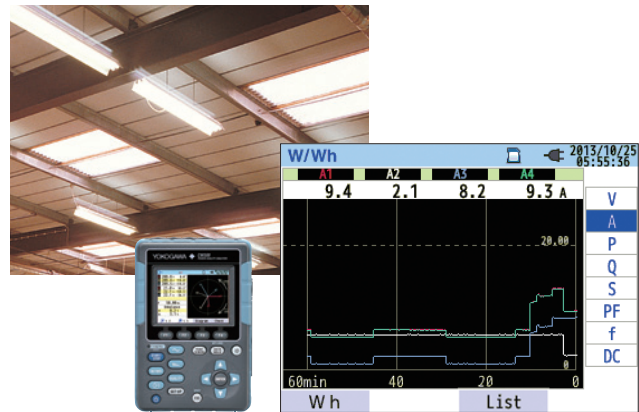 W/Wh 2013/10/25
05:55:36
A1 A2 A3 A4
9.4 2.1 8.2 9.3 A
V
A
P
Q
S
PF
f
DC
20.00
0
60min 40 20 0
Wh List
YOKOGAWA